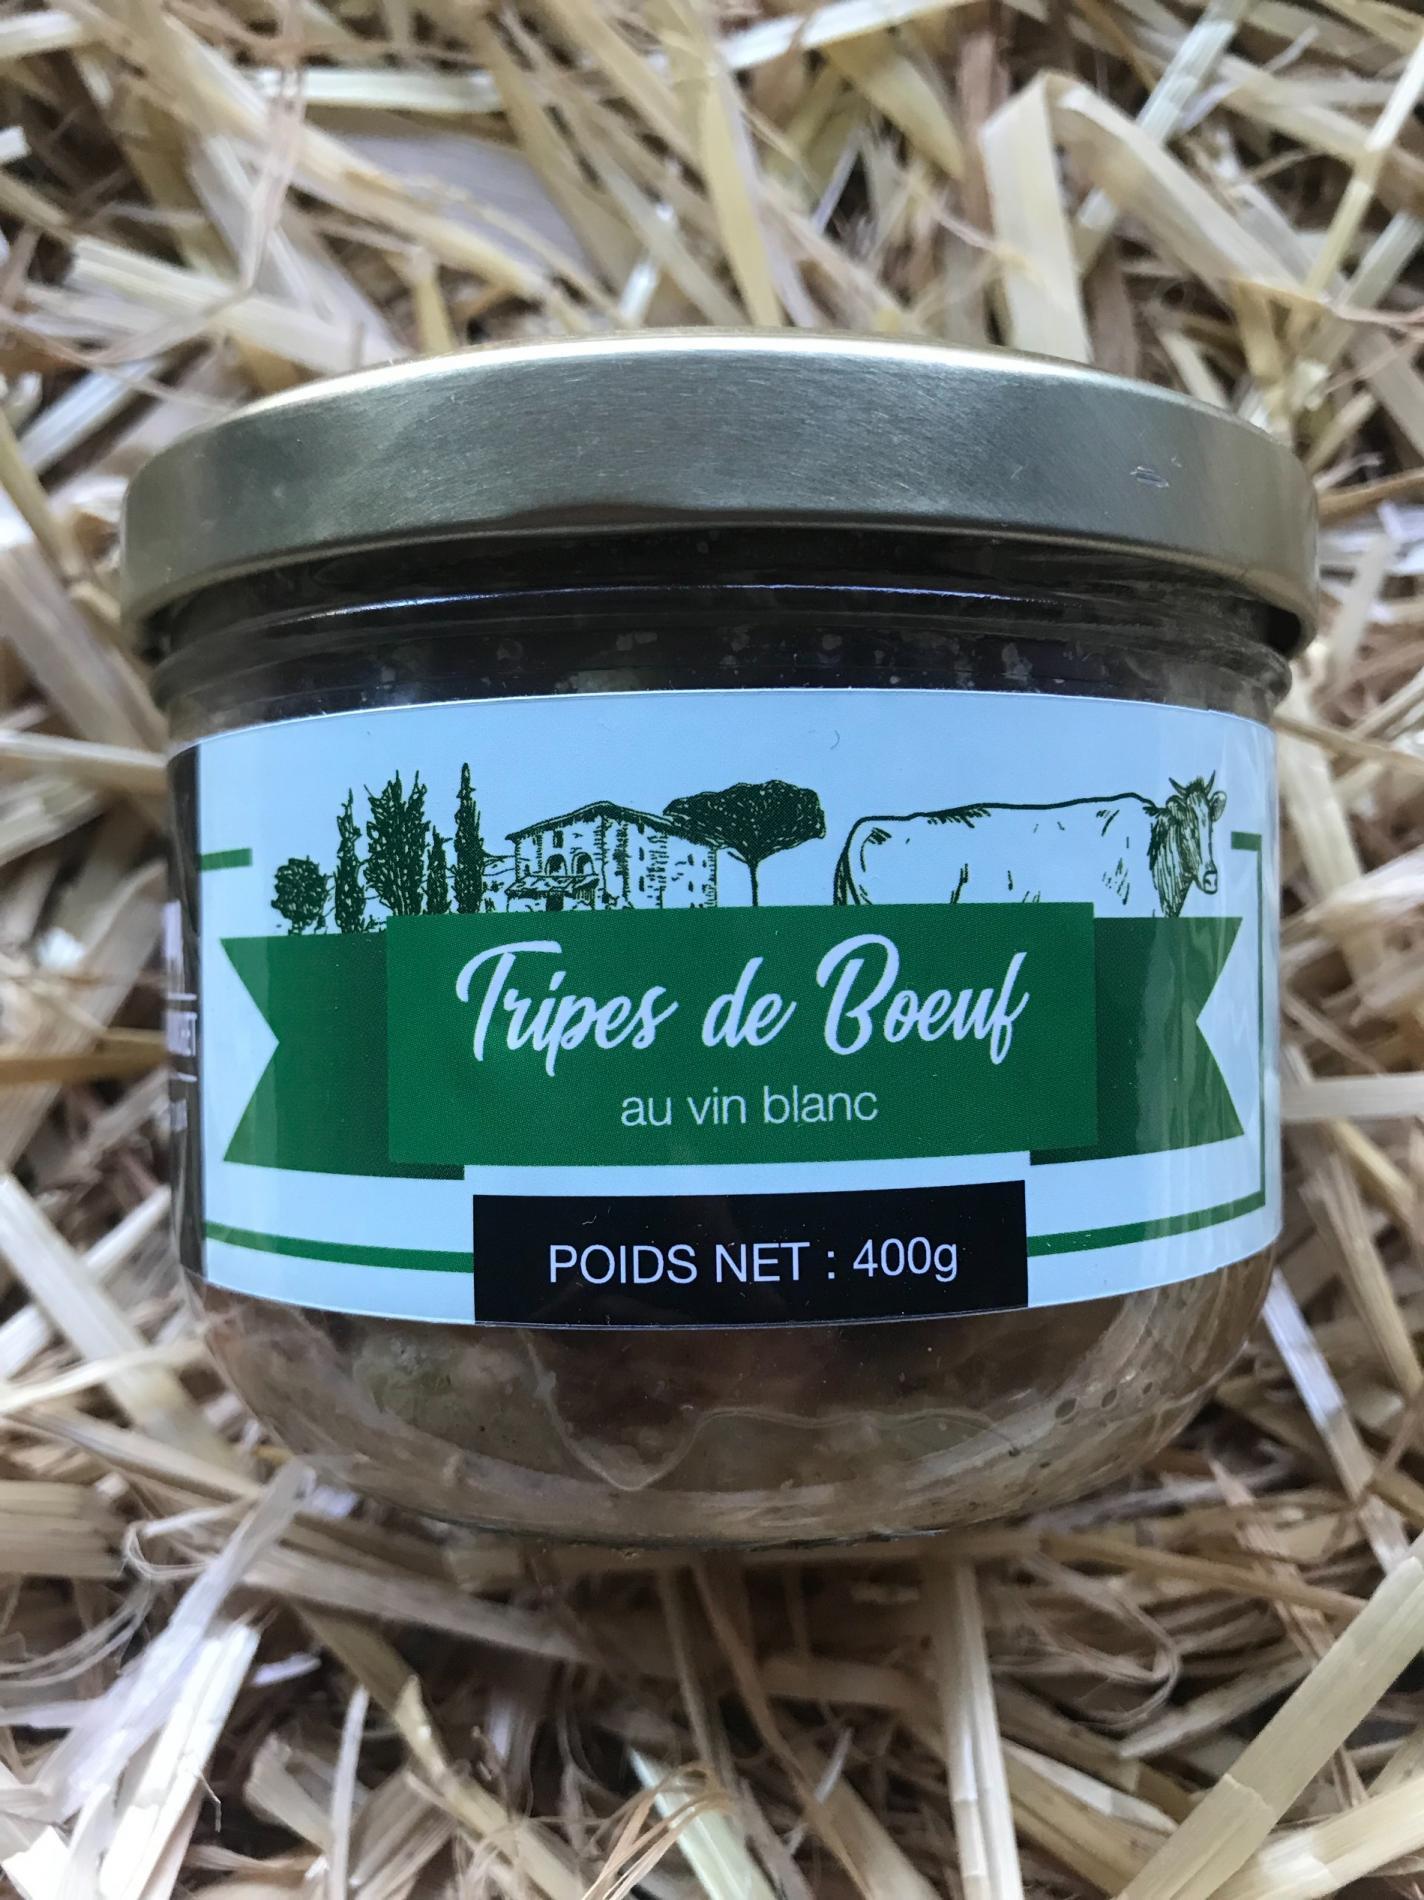 Tripes de Boeuf
au vin blanc
POIDS NET : 400g